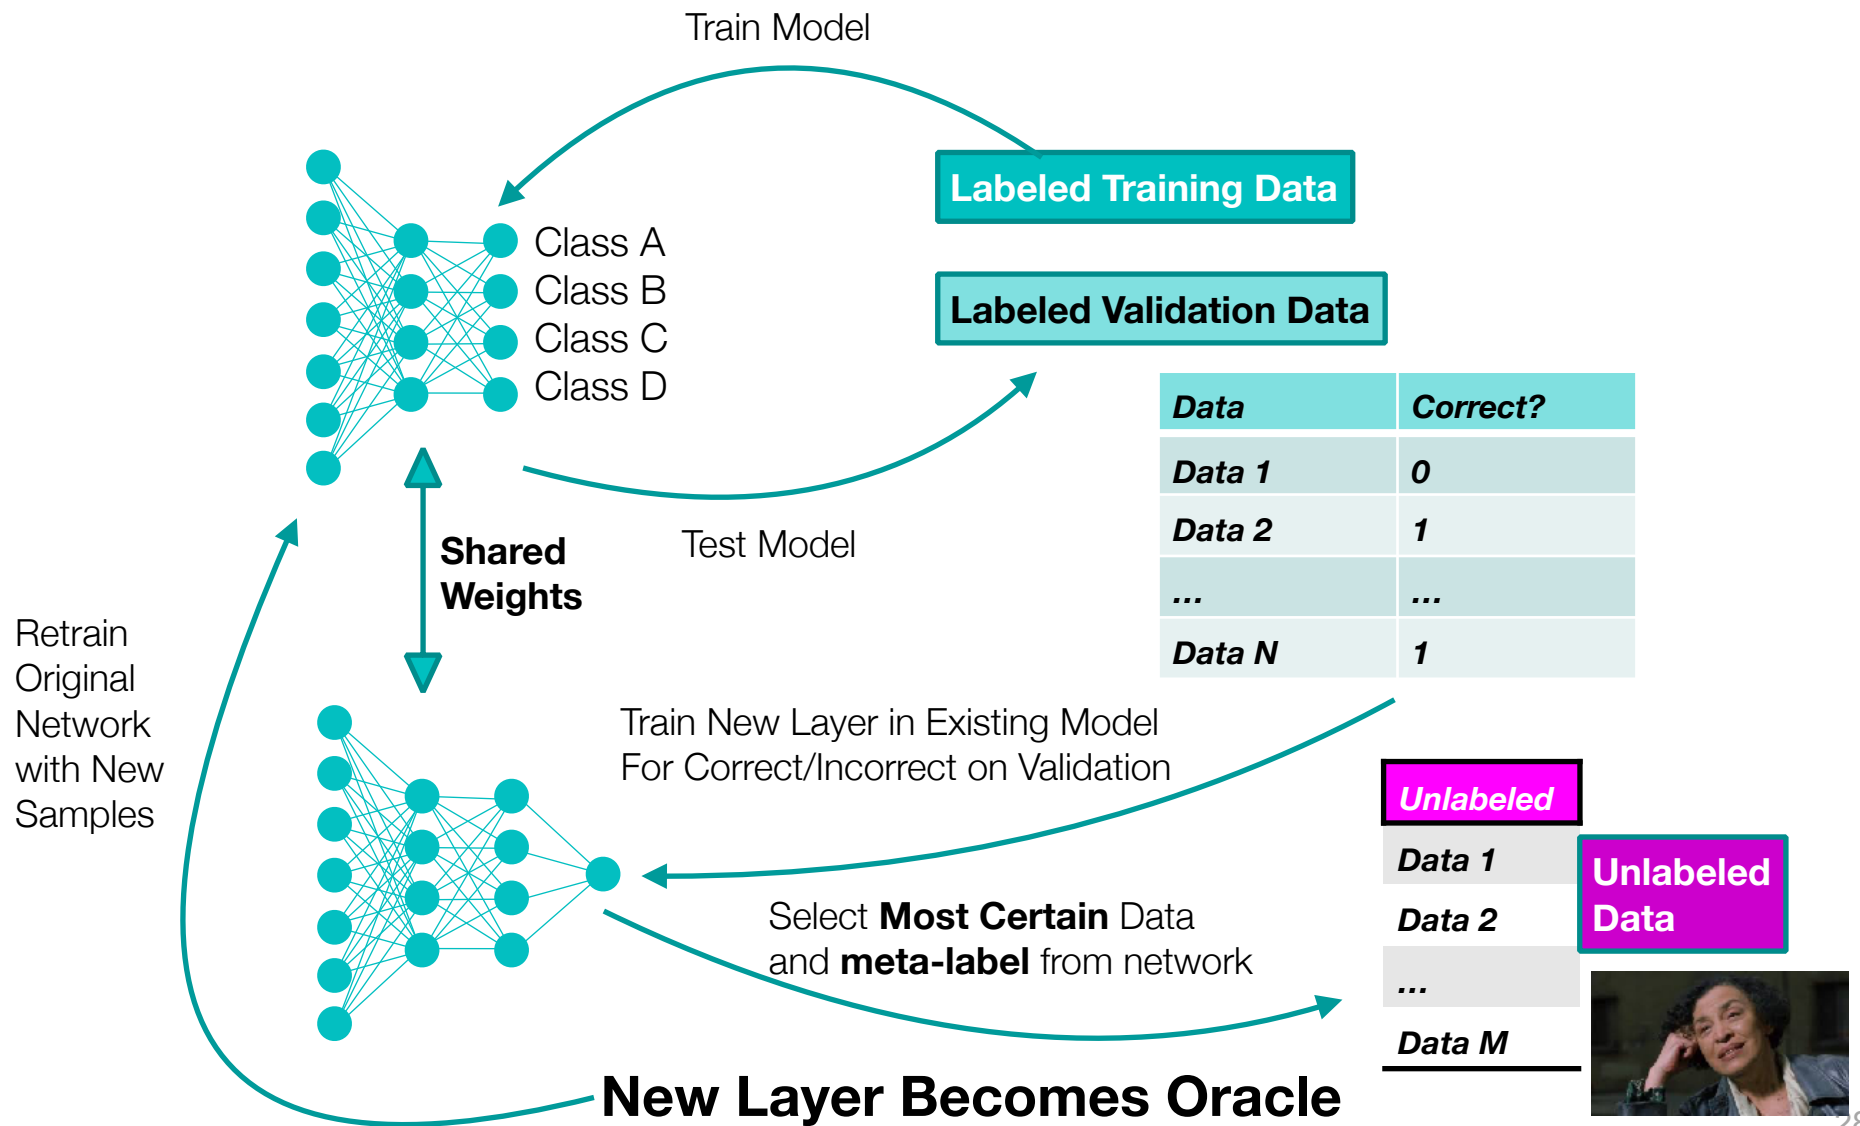 Train Model
Labeled Training Data
Class A
Class B
Class C
Class D
Labeled Validation Data
Data Correct?
Data 1 0
Data 2 1
... ...
Data N 1
Shared
Weights
Test Model
Retrain
Original
Network
with New
Samples
Train New Layer in Existing Model
For Correct/Incorrect on Validation
Unlabeled
Data 1
Data 2
...
Data M
Unlabeled
Data
Select Most Certain Data
and meta-label from network
New Layer Becomes Oracle
28